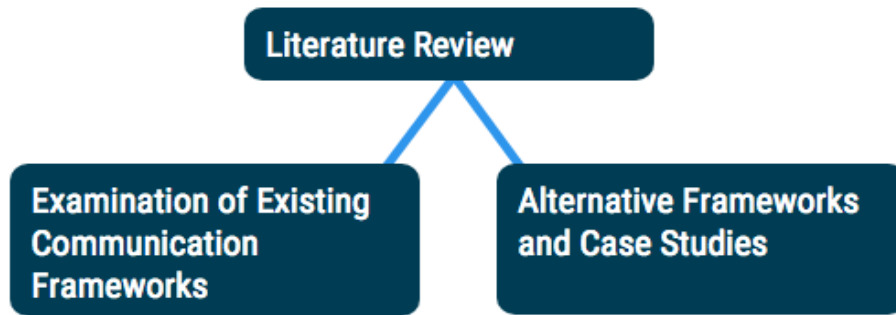 Literature Review
Examination of Existing
Communication
Frameworks
Alternative Frameworks
and Case Studies